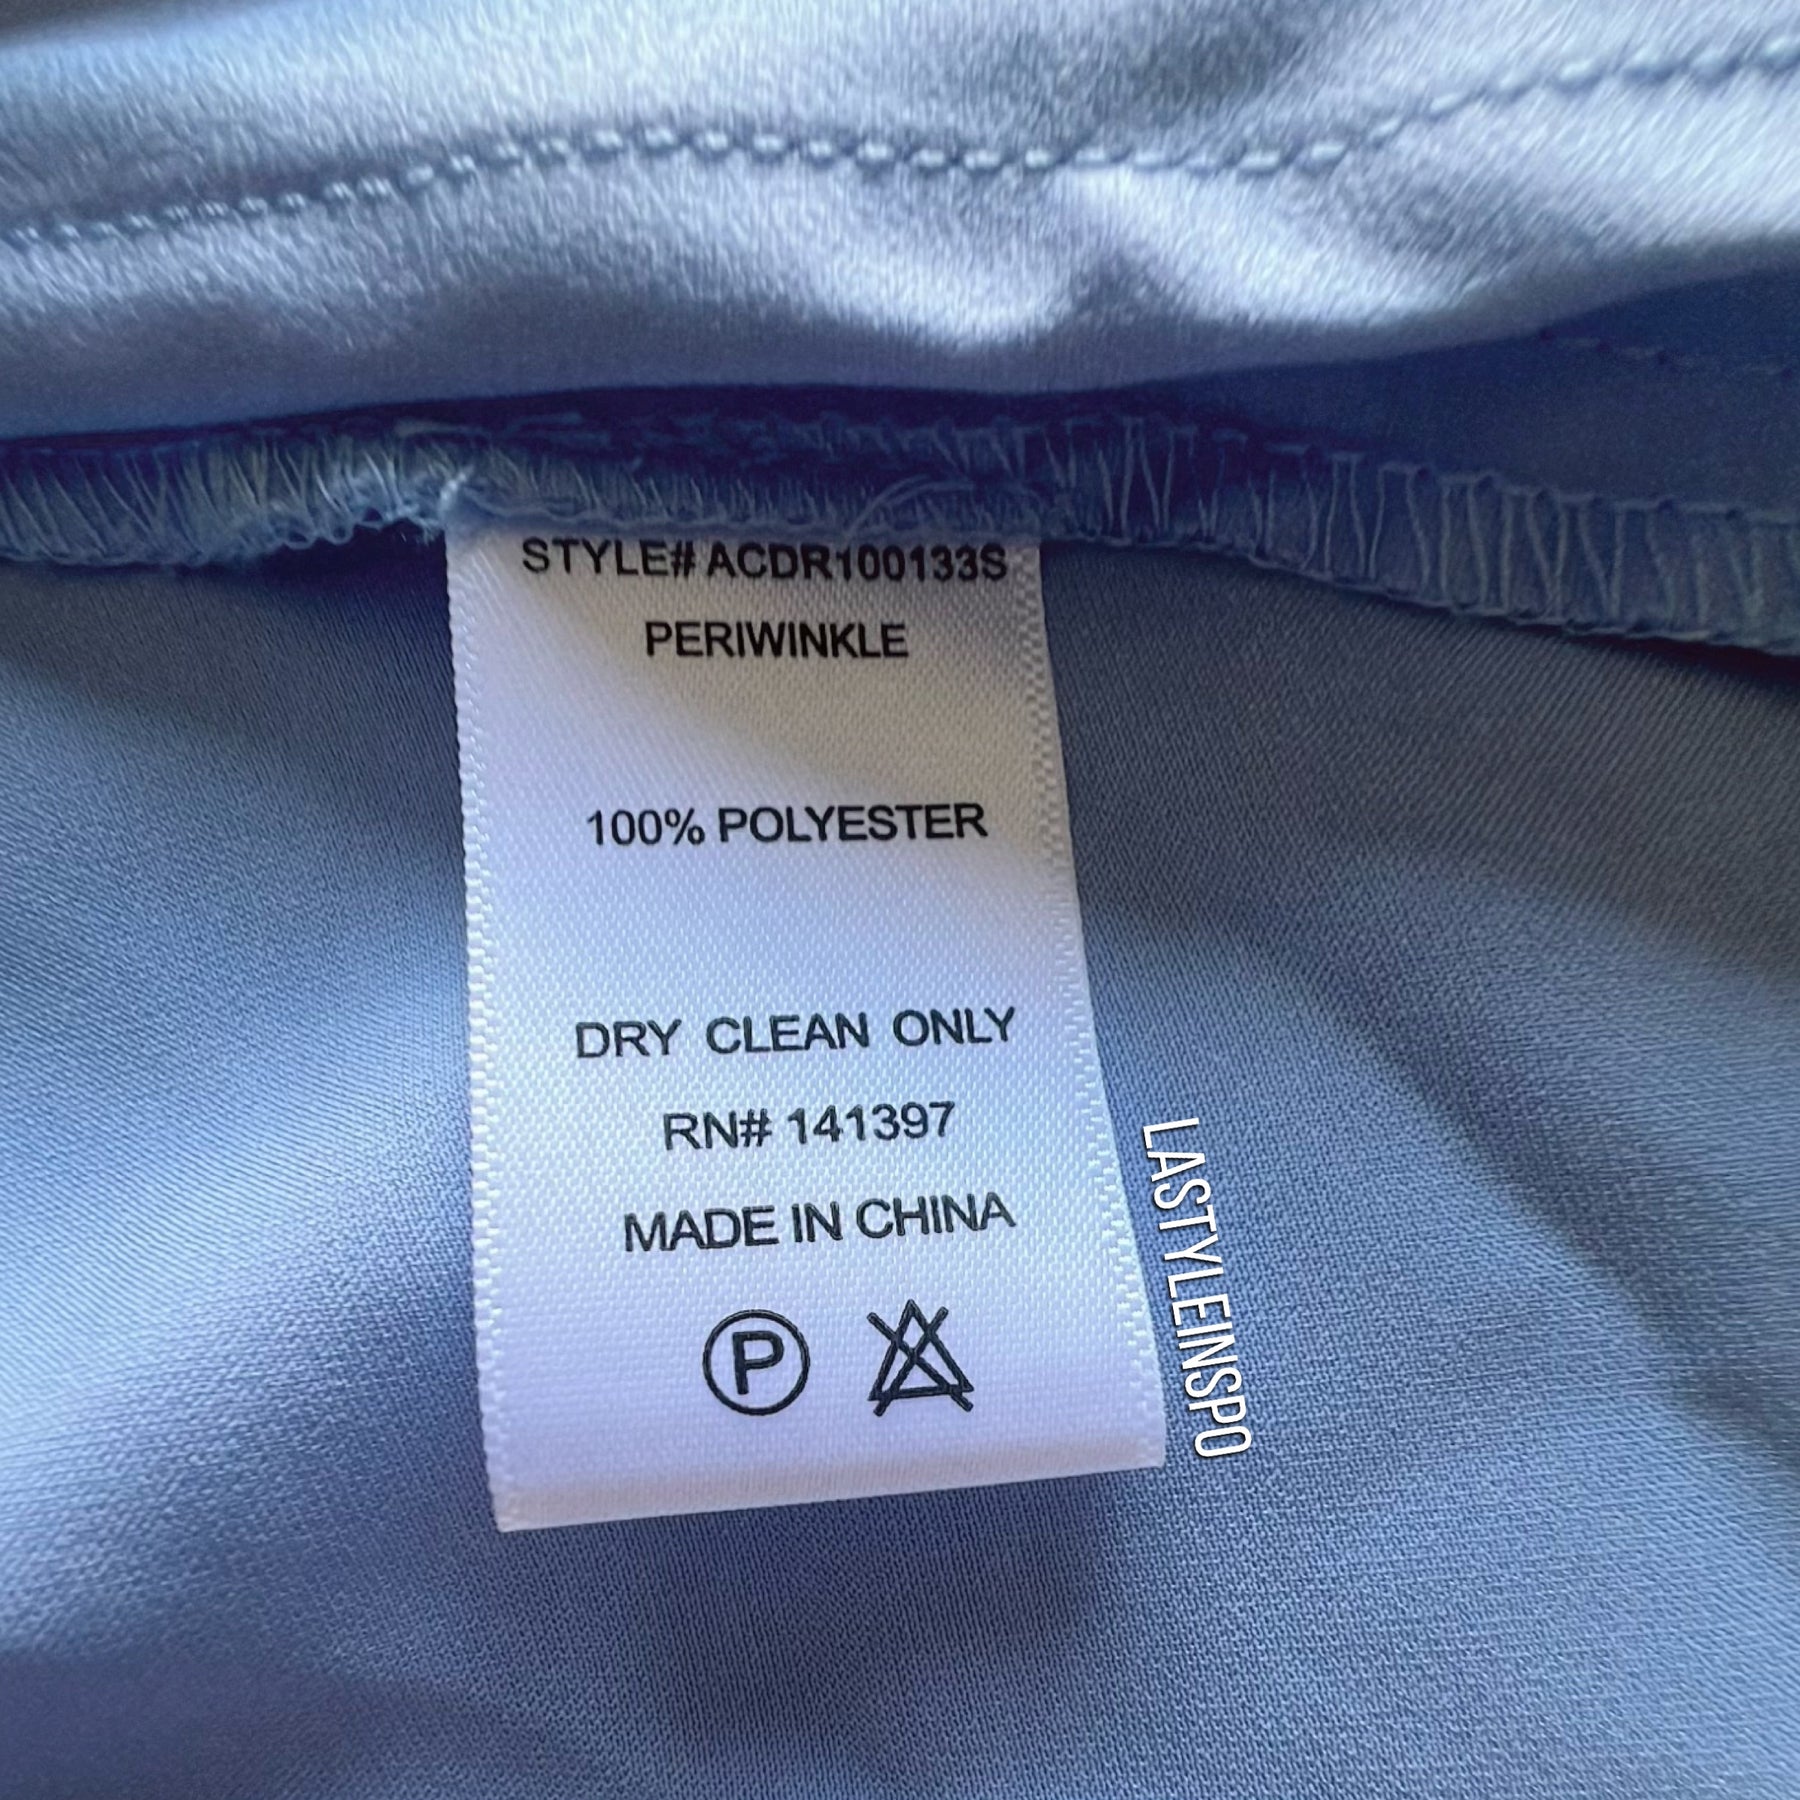 STYLE# ACDR100133S
PERIWINKLE
100% POLYESTER
DRY CLEAN ONLY
RN# 141397
MADE IN CHINA
P
LASTYLEINSPO